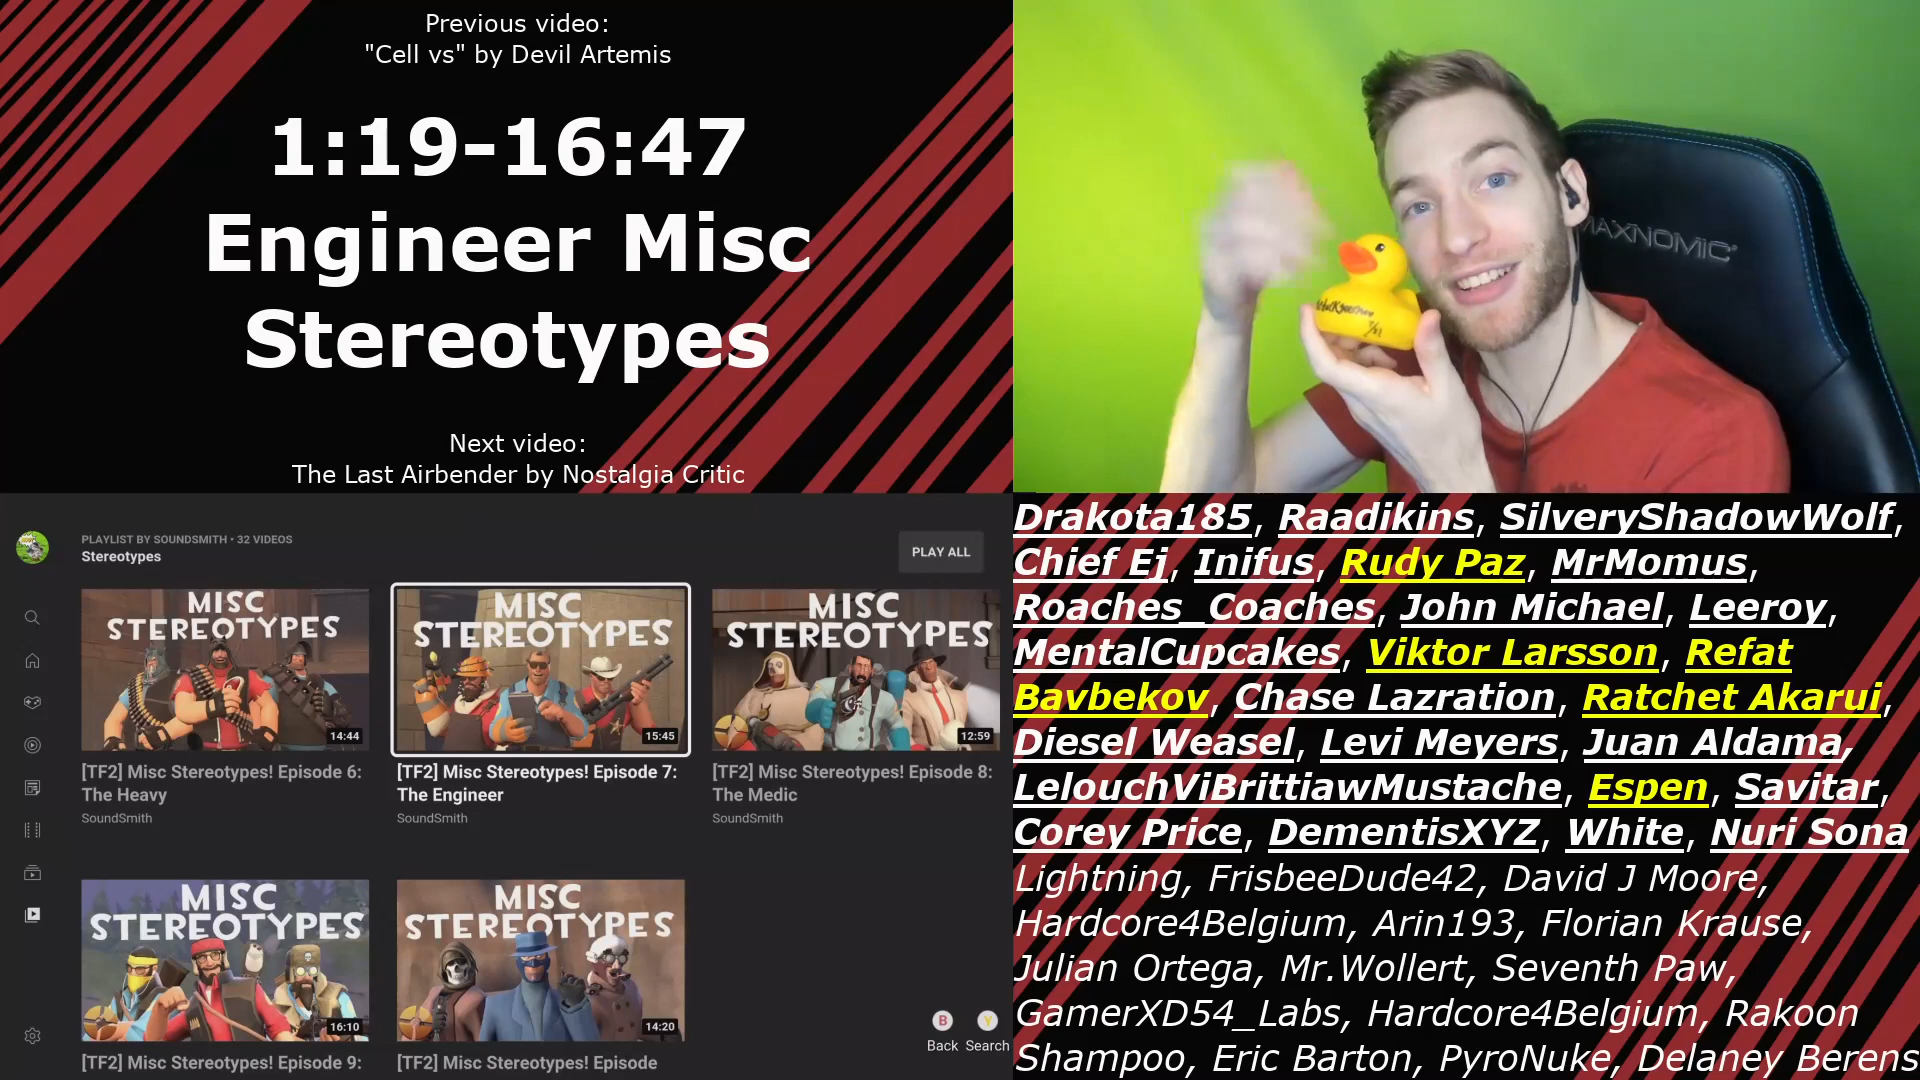 Previous video:
"Cell vs" by Devil Artemis
1:19-16:47
Engineer Misc
Stereotypes
Next video:
The Last Airbender by Nostalgia Critic
MAXNOMIC
PLAYLIST BY SOUNDSMITH • 32 VIDEOS
Stereotypes
PLAY ALL
MISC
STEREOTYPES
14:44
MISC
STEREOTYPES
15:45
MISC
STEREOTYPES
12:59
[TF2] Misc Stereotypes! Episode 6:
The Heavy
SoundSmith
[TF2] Misc Stereotypes! Episode 7:
The Engineer
SoundSmith
[TF2] Misc Stereotypes! Episode 8:
The Medic
SoundSmith
MISC
STEREOTYPES
16:10
MISC
STEREOTYPES
14:20
[TF2] Misc Stereotypes! Episode 9:
[TF2] Misc Stereotypes! Episode
B
Y
Back
Search
Drakota185, Raadikins, SilveryShadowWolf,
Chief Ej, Inifus, Rudy Paz, MrMomus,
Roaches_Coaches, John Michael, Leeroy,
MentalCupcakes, Viktor Larsson, Refat
Bavbekov, Chase Lazration, Ratchet Akarui,
Diesel Weasel, Levi Meyers, Juan Aldama,
LelouchViBrittiawMustache, Espen, Savitar,
Corey Price, DementisXYZ, White, Nuri Sona
Lightning, FrisbeeDude42, David J Moore,
Hardcore4Belgium, Arin193, Florian Krause,
Julian Ortega, Mr.Wollert, Seventh Paw,
GamerXD54_Labs, Hardcore4Belgium, Rakoon
Shampoo, Eric Barton, PyroNuke, Delaney Berens